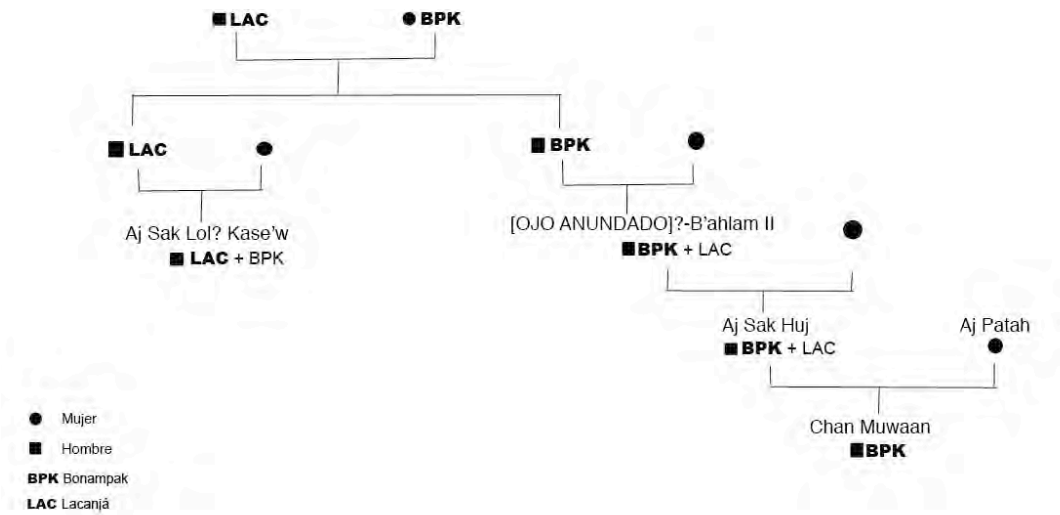 LAC BPK
LAC BPK
Aj Sak Lol? Kase'w
LAC + BPK
[OJO ANUNDADO]?-B'ahlam II
BPK + LAC
Aj Sak Huj
BPK + LAC
Aj Patah
Chan Muwaan
BPK
Mujer
Hombre
BPK Bonampak
LAC Lacanjá